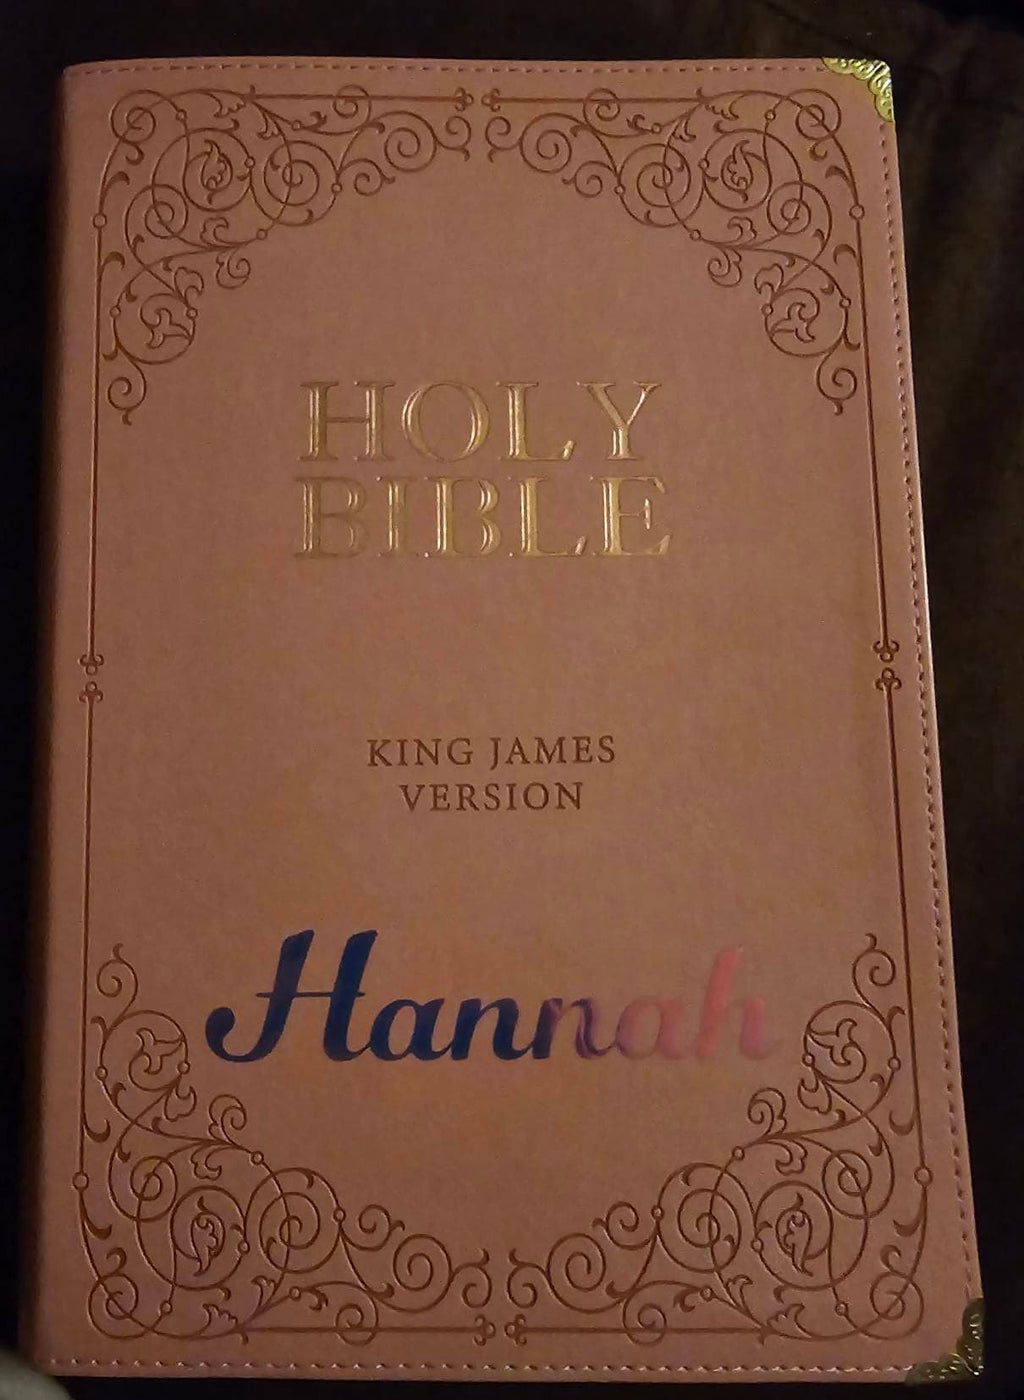 HOLY
BIBLE
KING JAMES
VERSION
Hannah